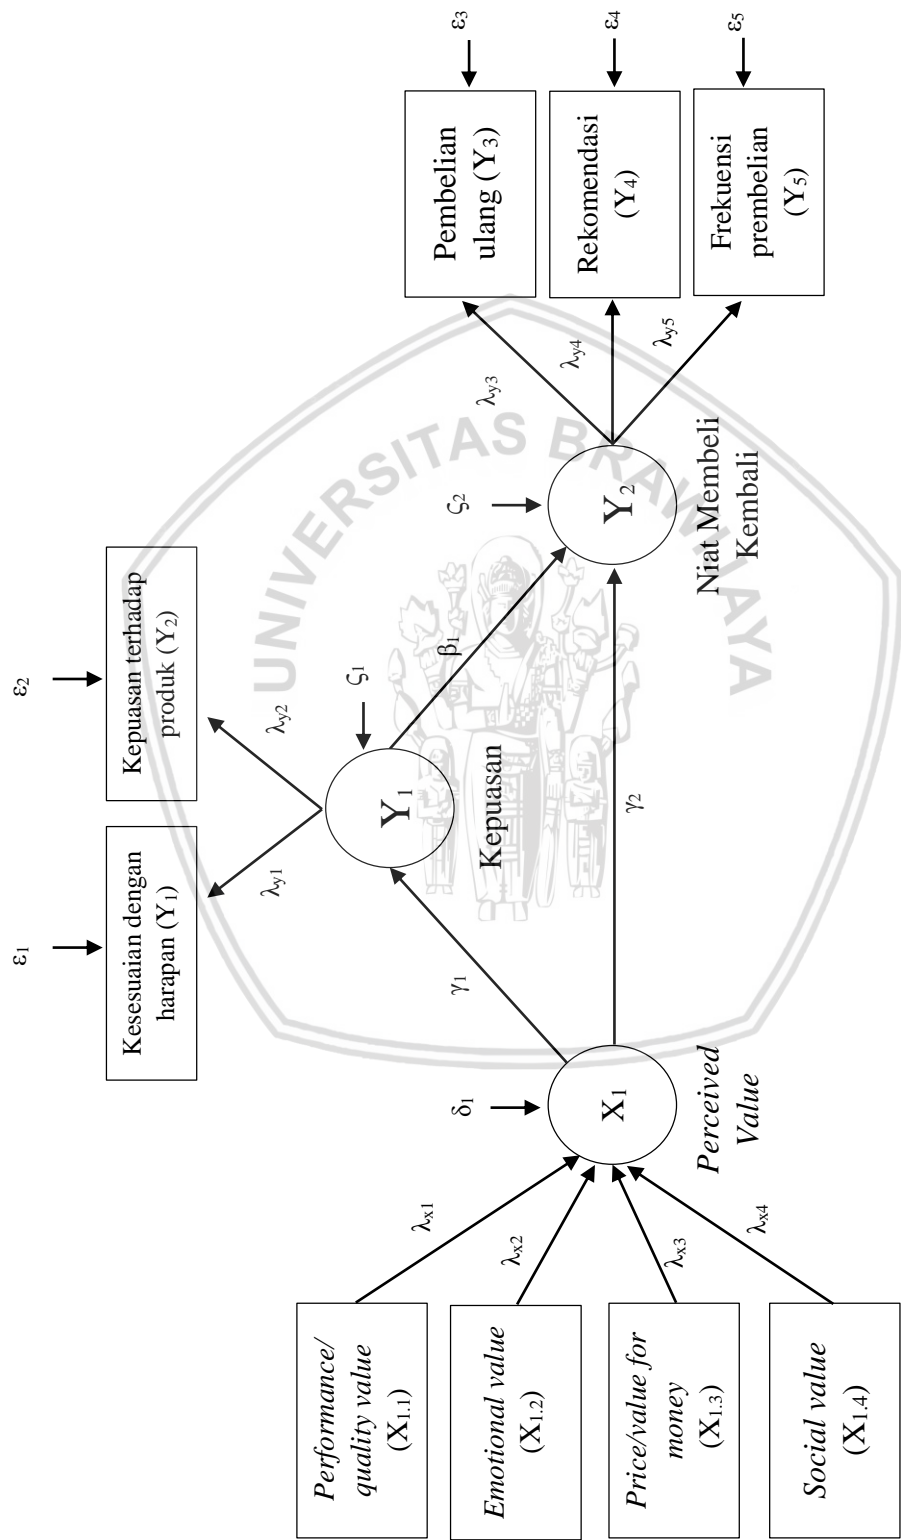 ε1
ε2
Kesesuaian dengan
harapan (Y1)
Kepuasan terhadap
produk (Y2)
λy1
λy2
Performance/
quality value
(X1.1)
Emotional value
(X1.2)
Price/value for
money (X1.3)
Social value
(X1.4)
λx1
λx2
λx3
λx4
δ1
X1
Perceived
Value
γ1
γ2
Y1
ς1
Kepuasan
β1
ς2
Y2
Niat Membeli
Kembali
λy3
λy4
λy5
Pembelian
ulang (Y3)
Rekomendasi
(Y4)
Frekuensi
prembelian
(Y5)
ε3
ε4
ε5
UNIVERSITAS BRAWIJAYA